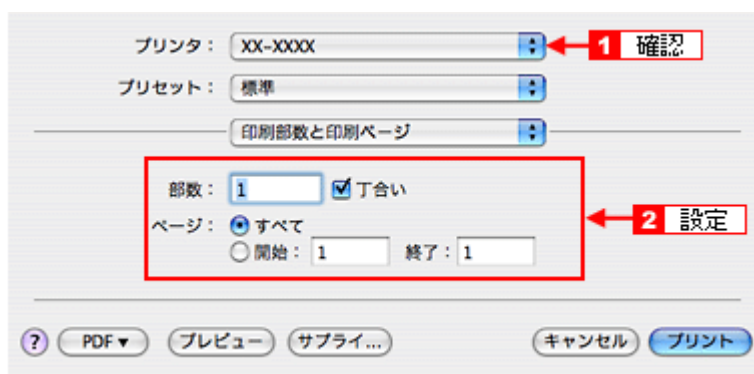 プリンタ： XX-XXXX 1 確認
プリセット： 標準
印刷部数と印刷ページ
部数： 1 丁合い
ページ： すべて
開始： 1 終了： 1
2 設定
? PDF▼ プレビュー サプライ... キャンセル プリント